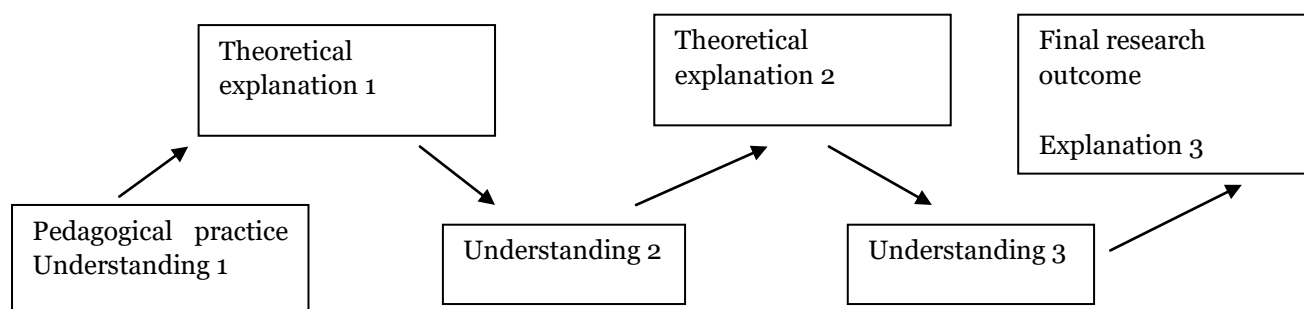 Theoretical
explanation 1
Theoretical
explanation 2
Final research
outcome
Explanation 3
Pedagogical practice
Understanding 1
Understanding 2
Understanding 3